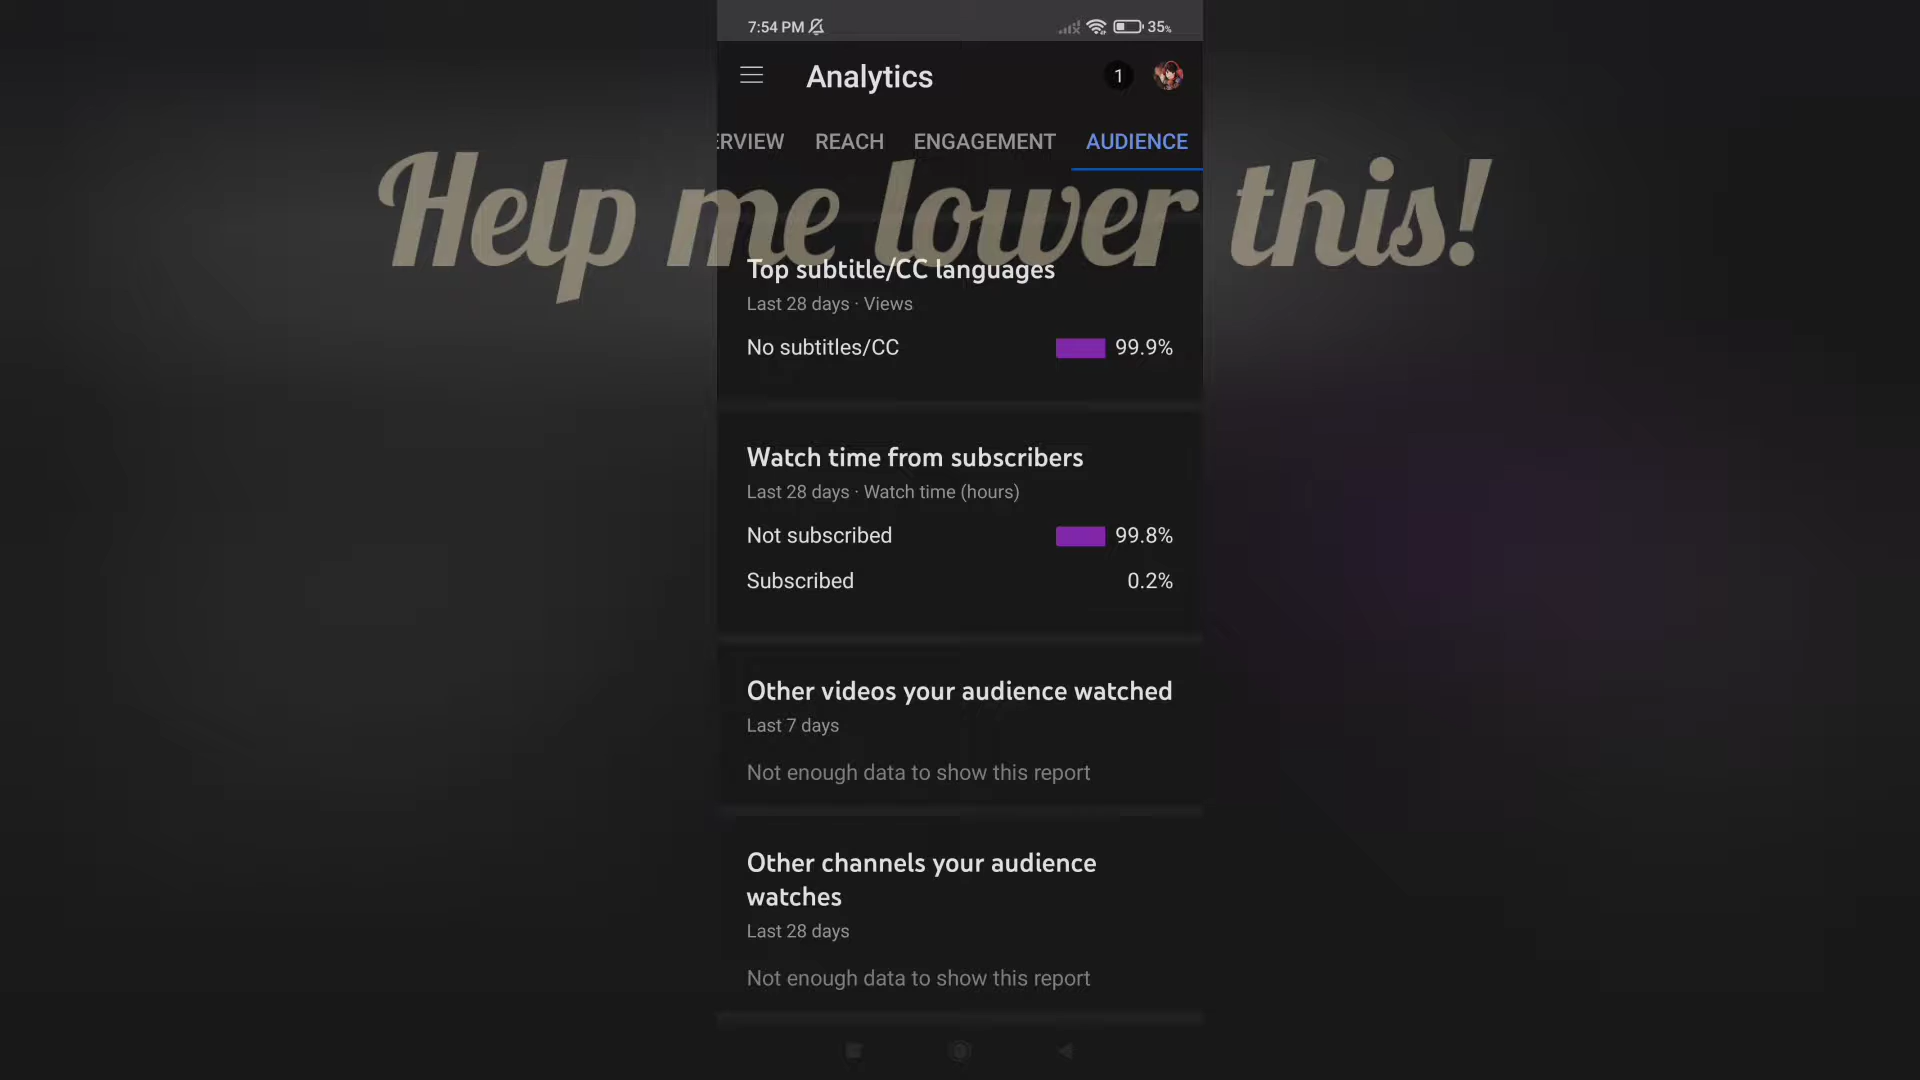 7:54 PM 35%
Analytics 1
ERVIEW REACH ENGAGEMENT AUDIENCE
Help me lower this!
Top subtitle/CC languages
Last 28 days · Views
No subtitles/CC 99.9%
Watch time from subscribers
Last 28 days · Watch time (hours)
Not subscribed 99.8%
Subscribed 0.2%
Other videos your audience watched
Last 7 days
Not enough data to show this report
Other channels your audience
watches
Last 28 days
Not enough data to show this report